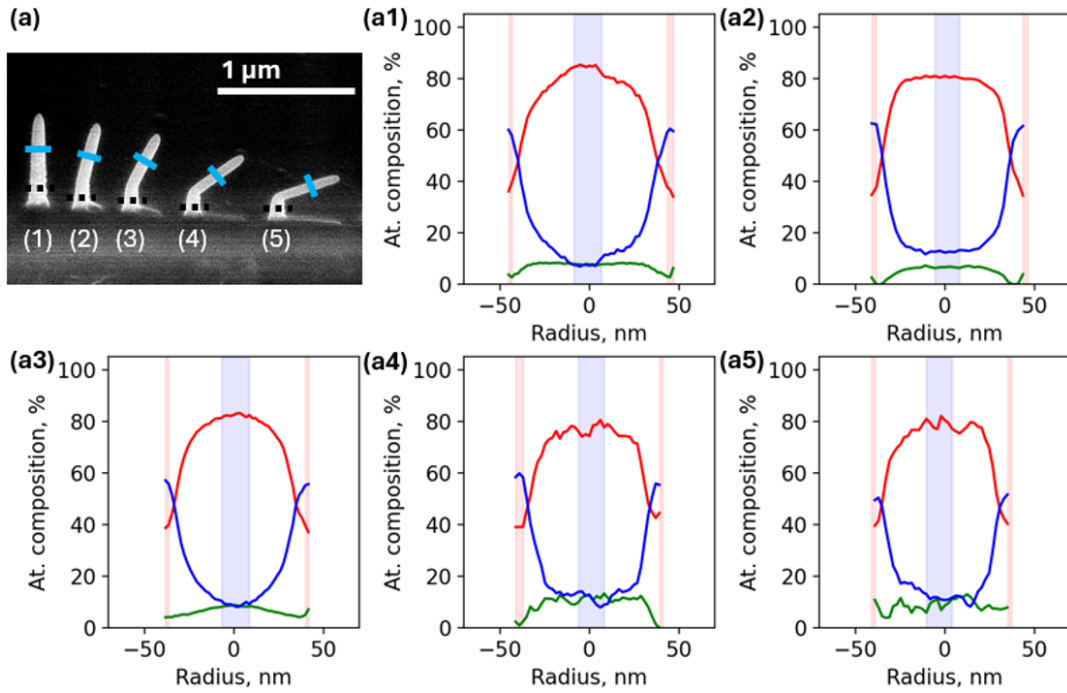 (a)
1 µm
(1) (2) (3) (4) (5)
(a1)
At. composition, %
100
80
60
40
20
0
−50 0 50
Radius, nm
(a2)
At. composition, %
100
80
60
40
20
0
−50 0 50
Radius, nm
(a3)
At. composition, %
100
80
60
40
20
0
−50 0 50
Radius, nm
(a4)
At. composition, %
100
80
60
40
20
0
−50 0 50
Radius, nm
(a5)
At. composition, %
100
80
60
40
20
0
−50 0 50
Radius, nm